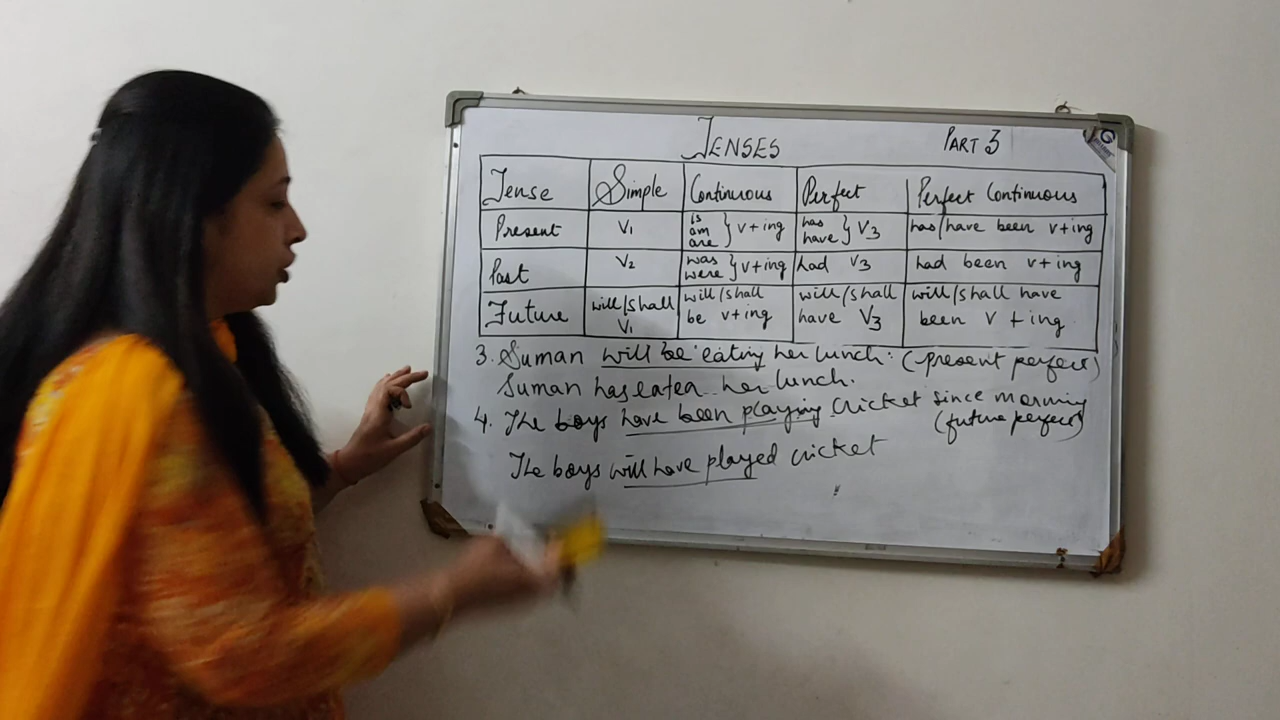 TENSES PART 3
Tense Simple Continuous Perfect Perfect Continuous
Present V1 is am are } v+ing has have } V3 has/have been v+ing
Past V2 was were } v+ing had V3 had been v+ing
Future will/shall V1 will/shall be v+ing will/shall have V3 will/shall have been v+ing
3. Suman will be eating her lunch. (present perfect)
Suman has eaten her lunch.
4. The boys have been playing cricket since morning
(future perfect)
The boys will have played cricket